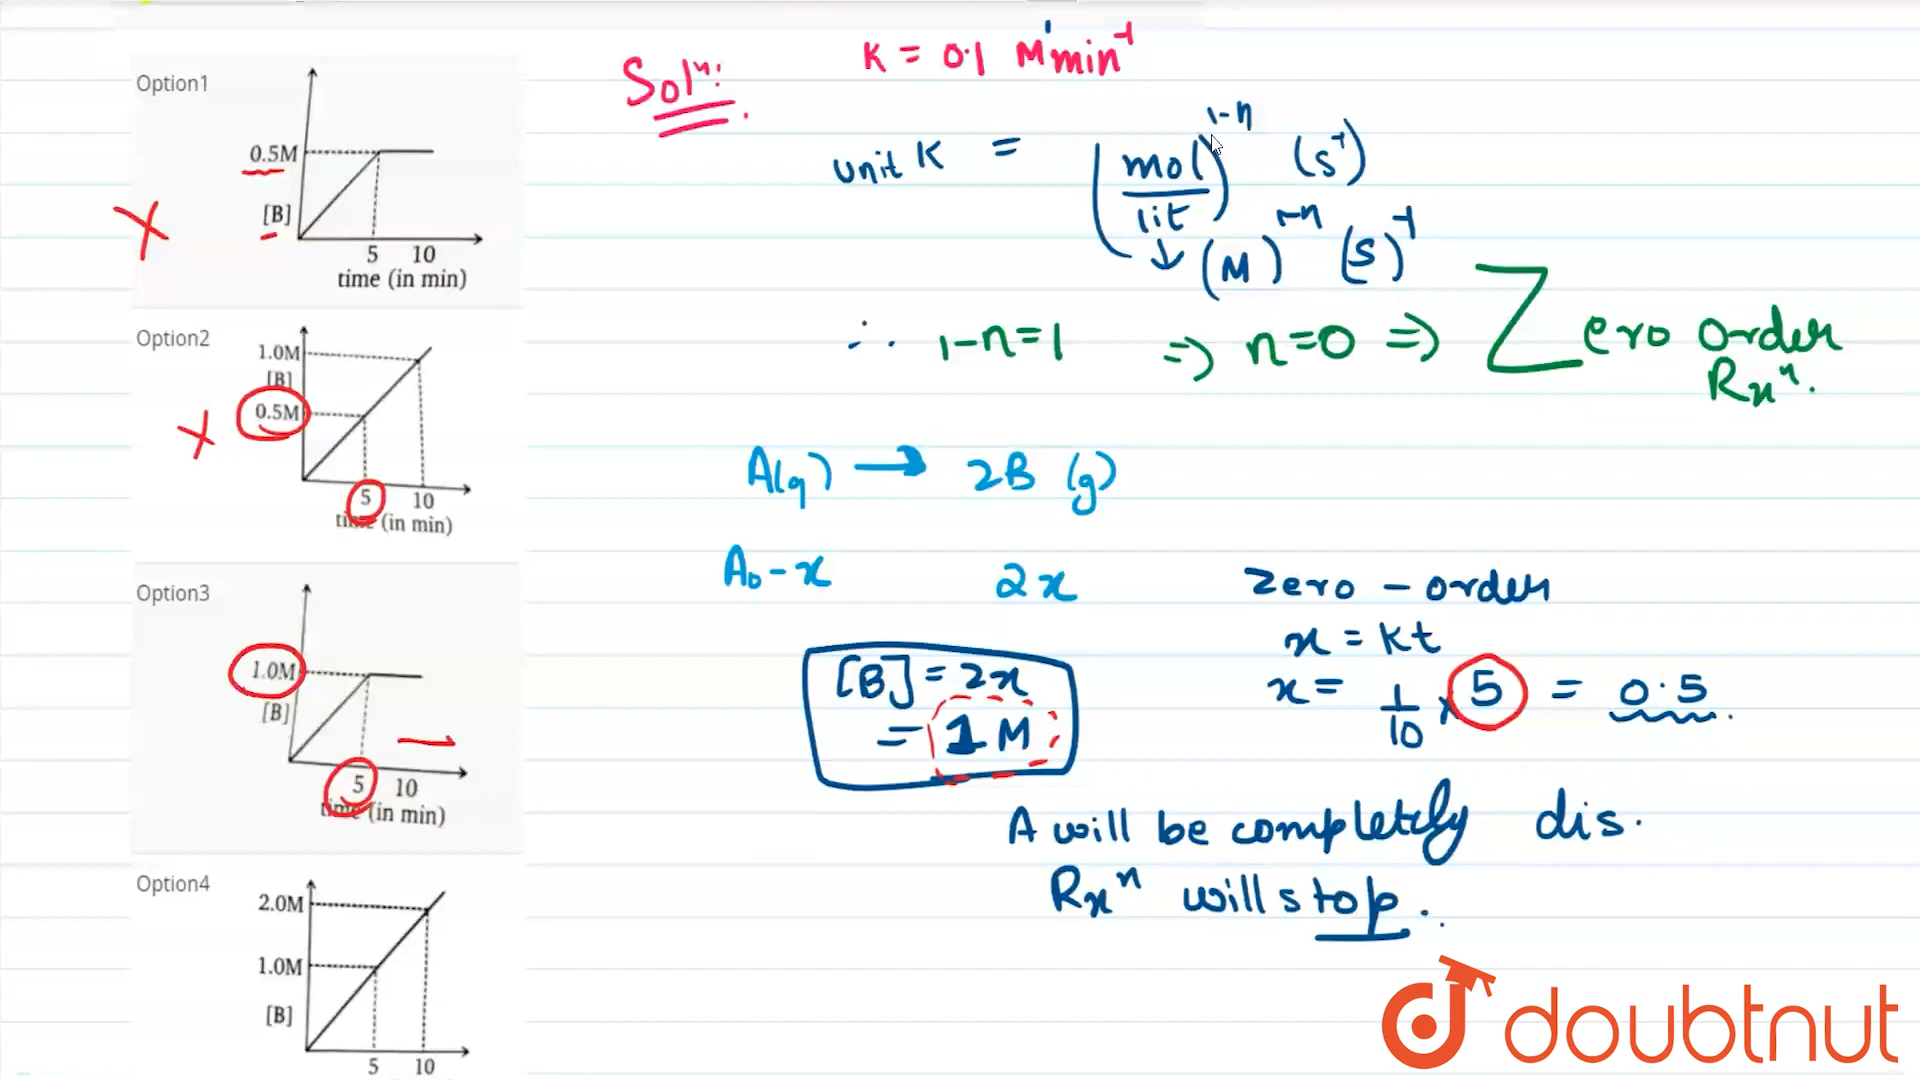 Option1
0.5M
[B]
5 10
time (in min)
Option2
1.0M
[B]
0.5M
5 10
time (in min)
Option3
1.0M
[B]
5 10
time (in min)
Option4
2.0M
1.0M
[B]
5 10
Solⁿ:
K = 0.1 M¹min⁻¹
unit K = (mol/lit)¹⁻ⁿ (s⁻¹)
↓ (M)¹⁻ⁿ (s)⁻¹
∴ 1-n=1 ⇒ n=0 ⇒ Zero order
Rxⁿ.
A(g) → 2B (g)
A₀-x 2x
[B] = 2x
= 1 M
Zero-order
x = Kt
x = 1/10 × 5 = 0.5
A will be completely dis.
Rxⁿ will stop.
doubtnut